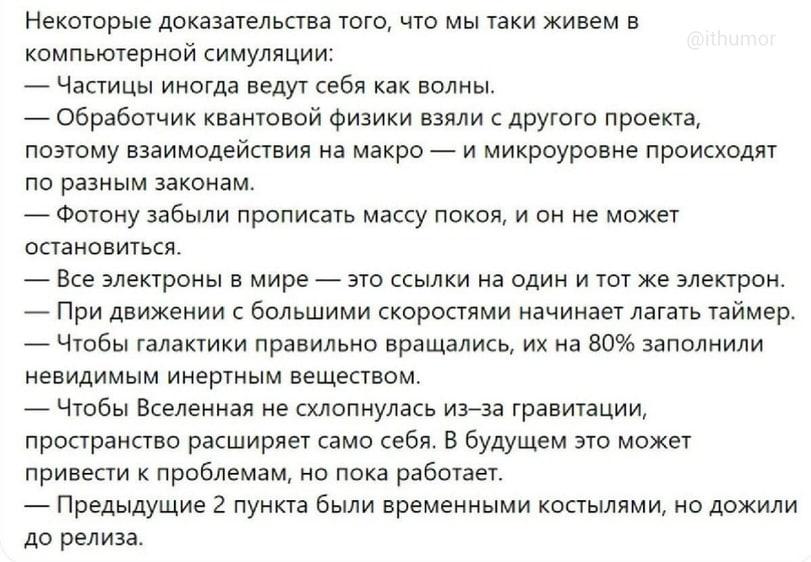 Некоторые доказательства того, что мы таки живем в
@ithumor
компьютерной симуляции:
— Частицы иногда ведут себя как волны.
— Обработчик квантовой физики взяли с другого проекта,
поэтому взаимодействия на макро — и микроуровне происходят
по разным законам.
— Фотону забыли прописать массу покоя, и он не может
остановиться.
— Все электроны в мире — это ссылки на один и тот же электрон.
— При движении с большими скоростями начинает лагать таймер.
— Чтобы галактики правильно вращались, их на 80% заполнили
невидимым инертным веществом.
— Чтобы Вселенная не схлопнулась из–за гравитации,
пространство расширяет само себя. В будущем это может
привести к проблемам, но пока работает.
— Предыдущие 2 пункта были временными костылями, но дожили
до релиза.